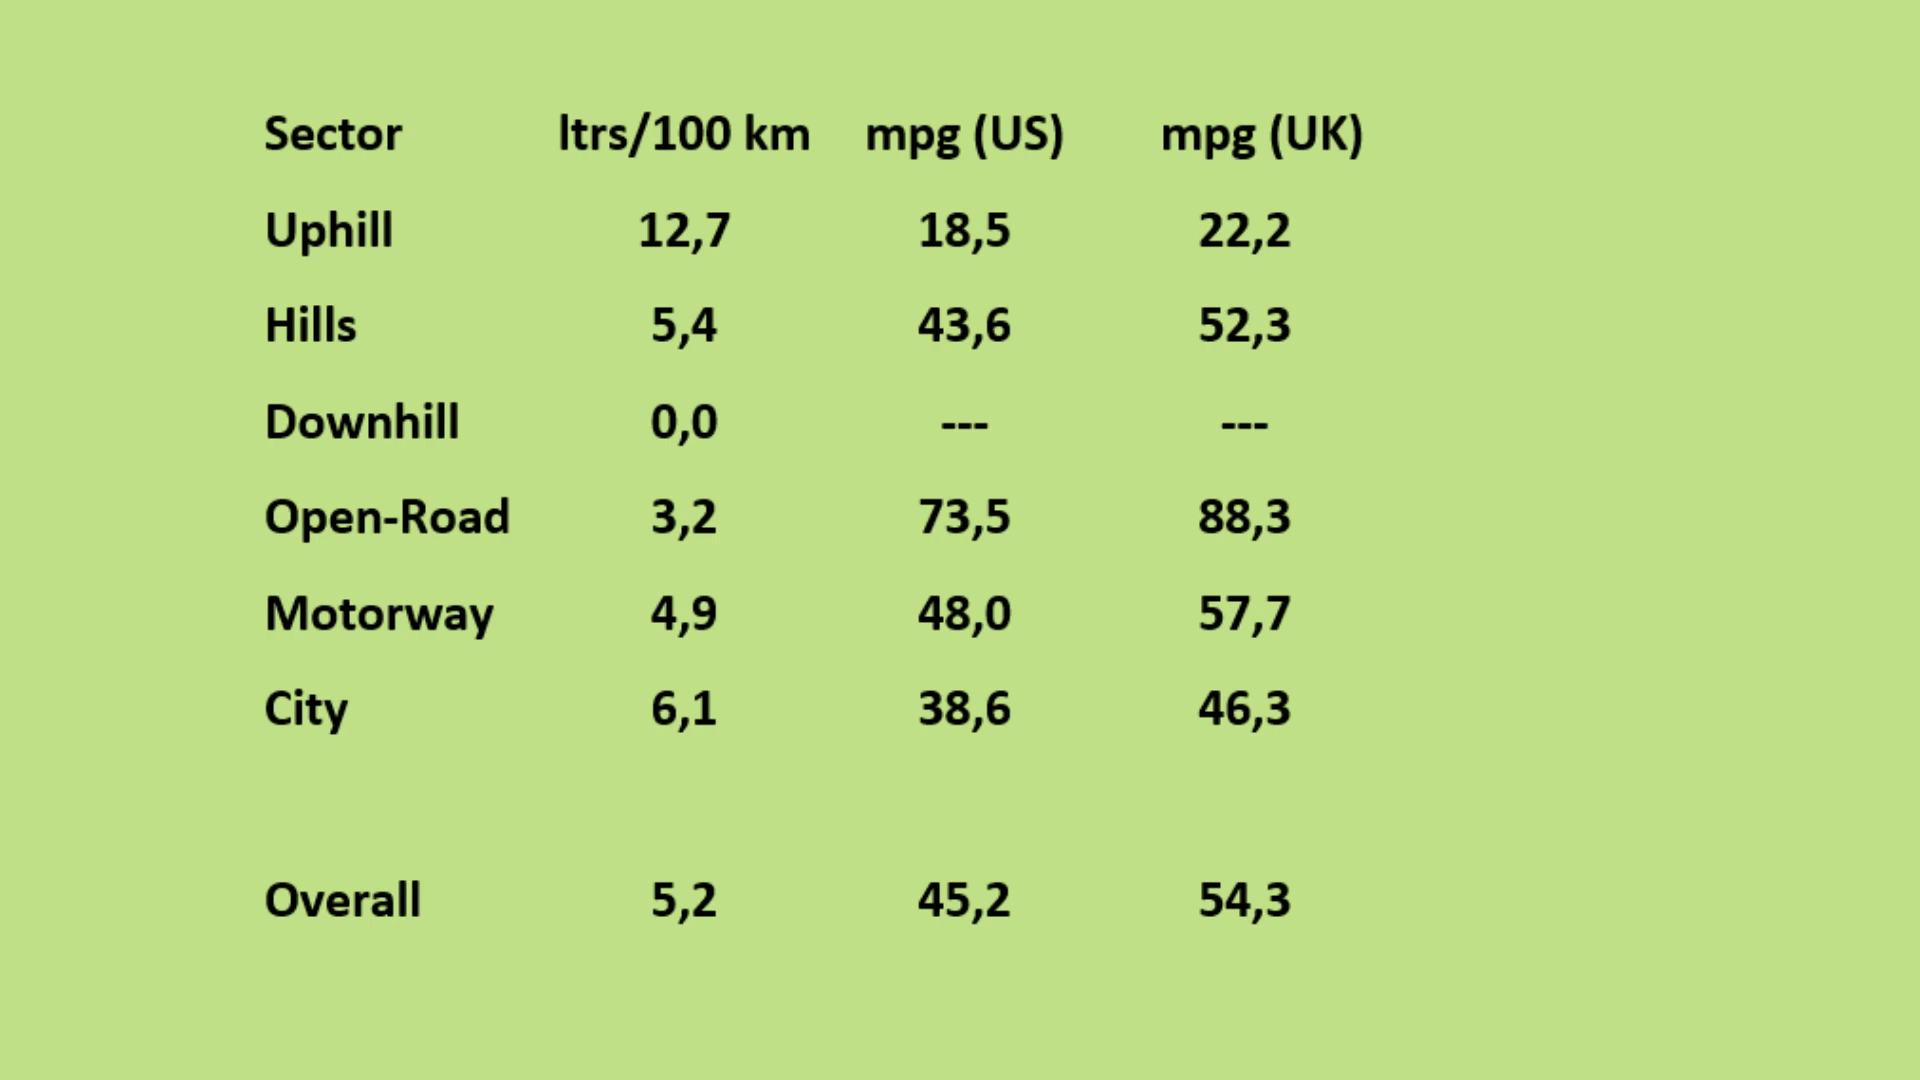 Sector ltrs/100 km mpg (US) mpg (UK)
Uphill 12,7 18,5 22,2
Hills 5,4 43,6 52,3
Downhill 0,0 --- ---
Open-Road 3,2 73,5 88,3
Motorway 4,9 48,0 57,7
City 6,1 38,6 46,3
Overall 5,2 45,2 54,3